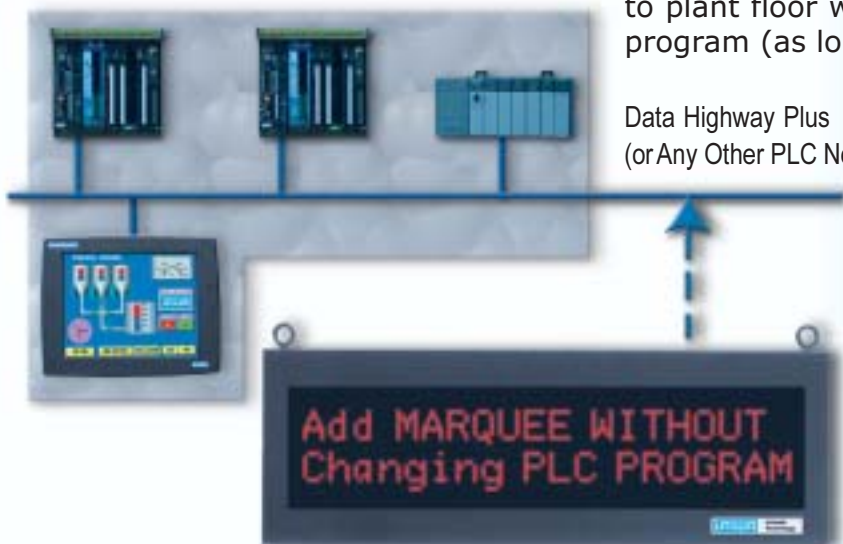 to plant floor w
program (as lo
Data Highway Plus
(or Any Other PLC Ne
Add MARQUEE WITHOUT
Changing PLC PROGRAM